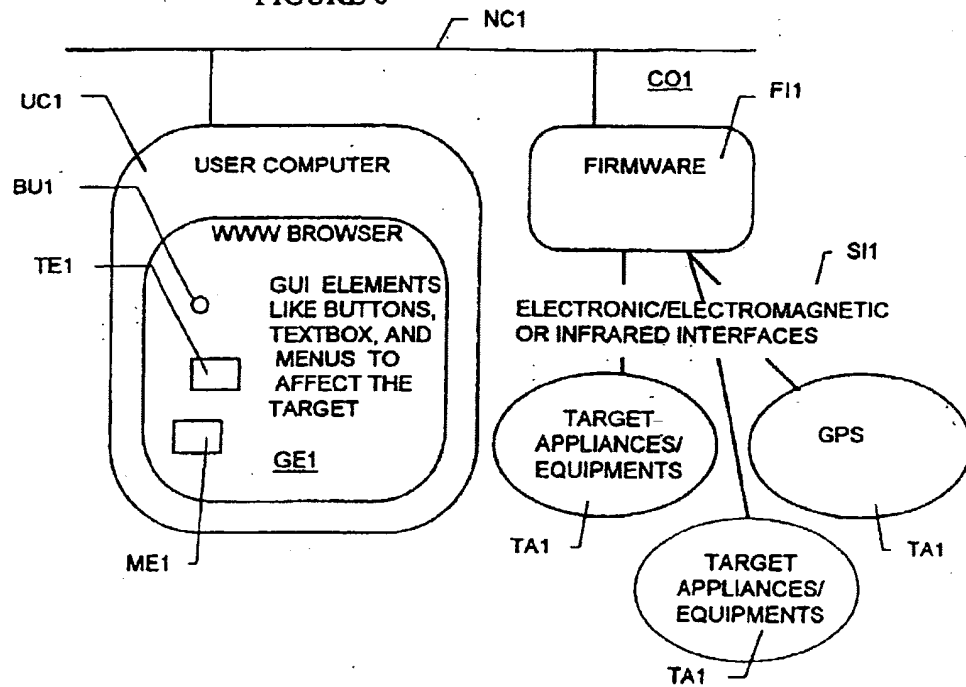 NC1
CO1
FI1
UC1
USER COMPUTER
FIRMWARE
BU1
WWW BROWSER
TE1
SI1
GUI ELEMENTS
LIKE BUTTONS,
TEXTBOX, AND
MENUS TO
AFFECT THE
TARGET
ELECTRONIC/ELECTROMAGNETIC
OR INFRARED INTERFACES
TARGET
APPLIANCES/
EQUIPMENTS
GPS
GE1
ME1
TA1
TA1
TARGET
APPLIANCES/
EQUIPMENTS
TA1